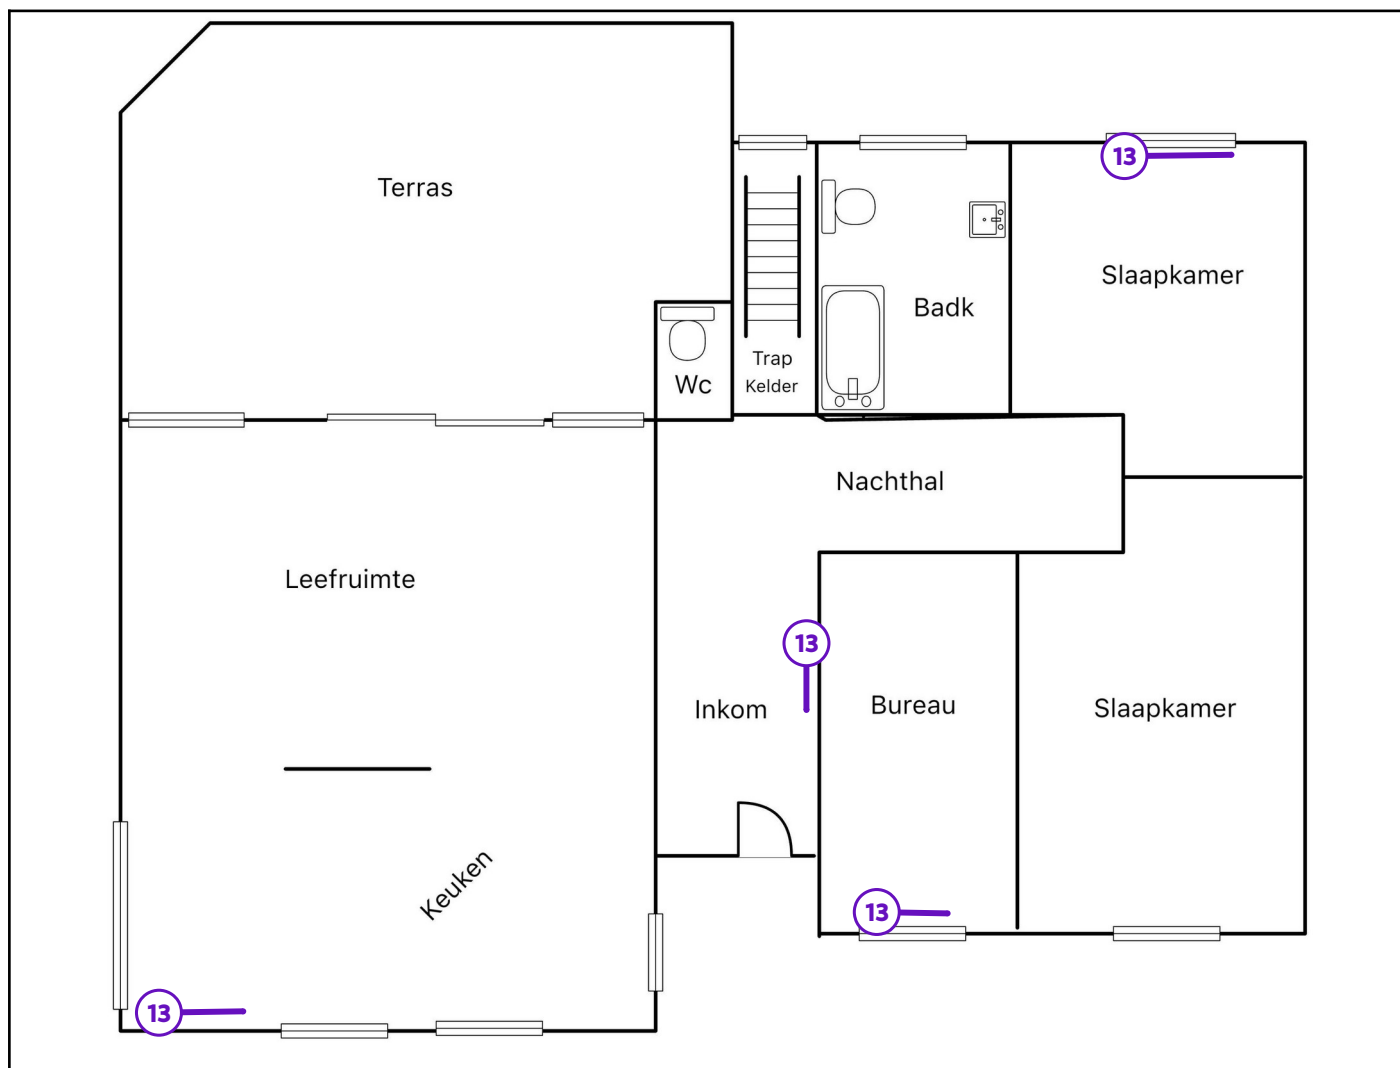 13
Terras
Slaapkamer
Badk
Trap
Kelder
Wc
Nachthal
Leefruimte
13
Inkom
Bureau
Slaapkamer
Keuken
13
13